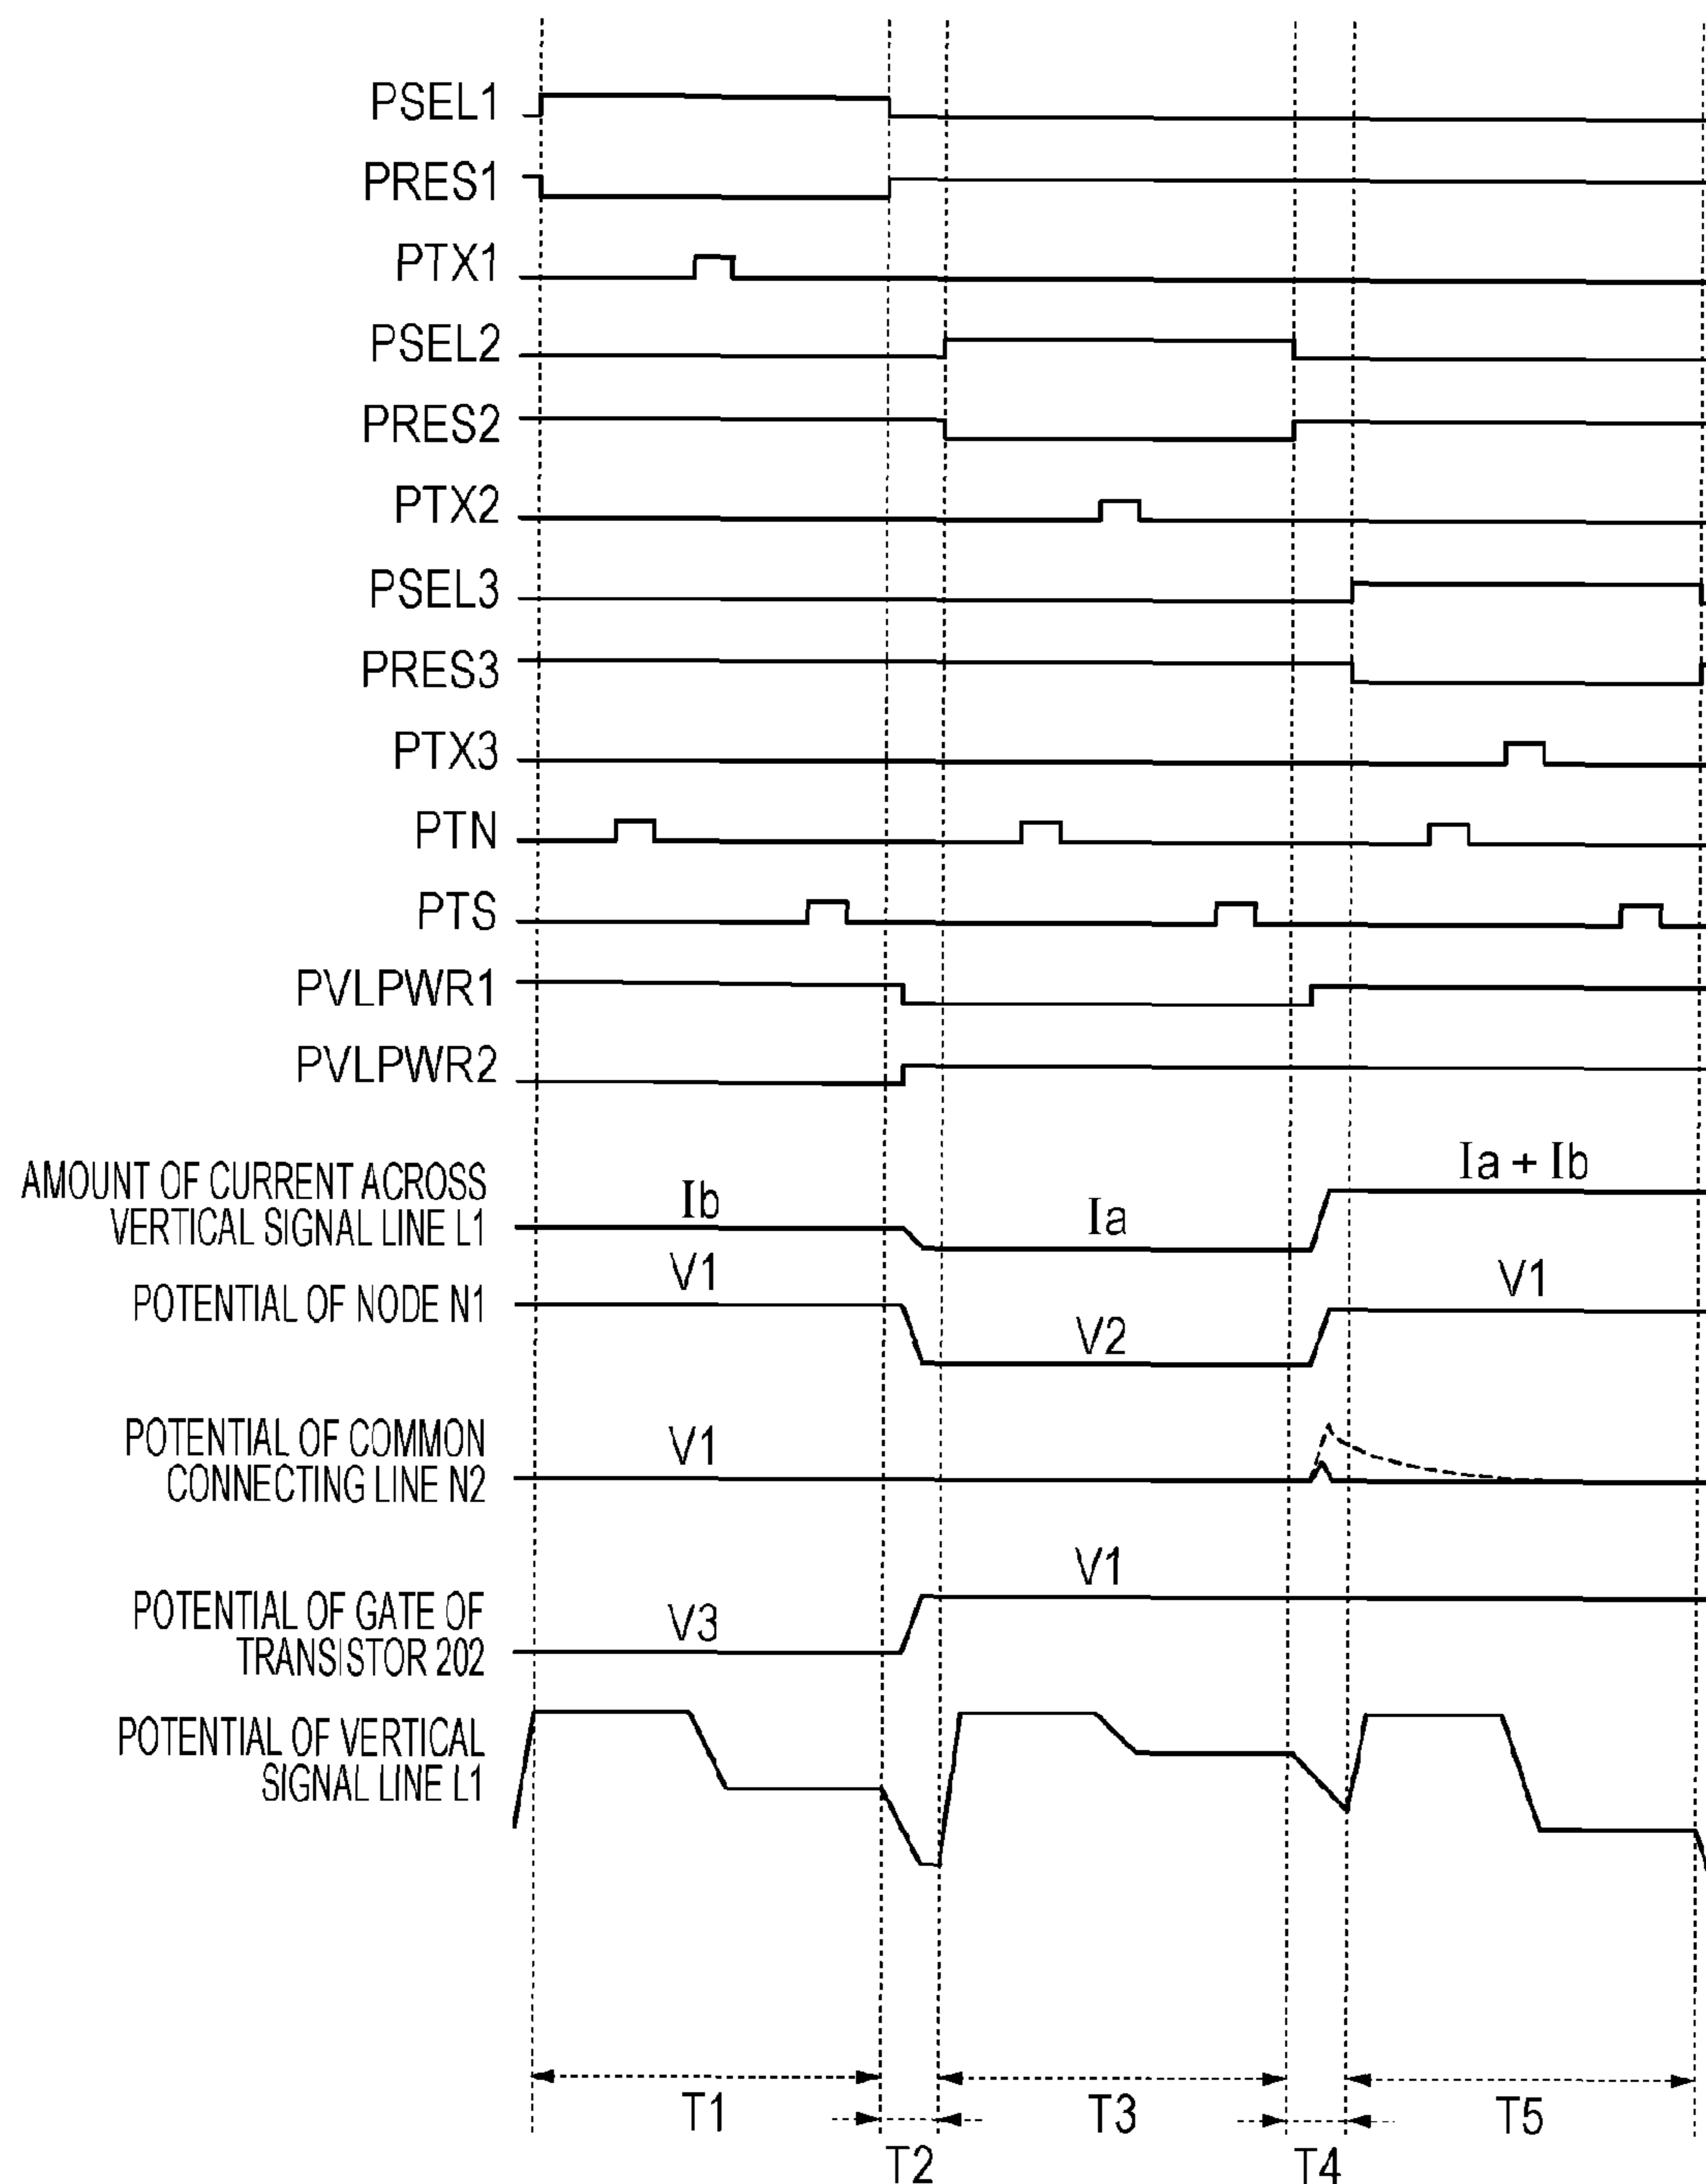 PSEL1
PRES1
PTX1
PSEL2
PRES2
PTX2
PSEL3
PRES3
PTX3
PTN
PTS
PVLPWR1
PVLPWR2
AMOUNT OF CURRENT ACROSS
VERTICAL SIGNAL LINE L1
Ib
Ia
Ia + Ib
POTENTIAL OF NODE N1
V1
V2
V1
POTENTIAL OF COMMON
CONNECTING LINE N2
V1
POTENTIAL OF GATE OF
TRANSISTOR 202
V3
V1
POTENTIAL OF VERTICAL
SIGNAL LINE L1
T1
T2
T3
T4
T5